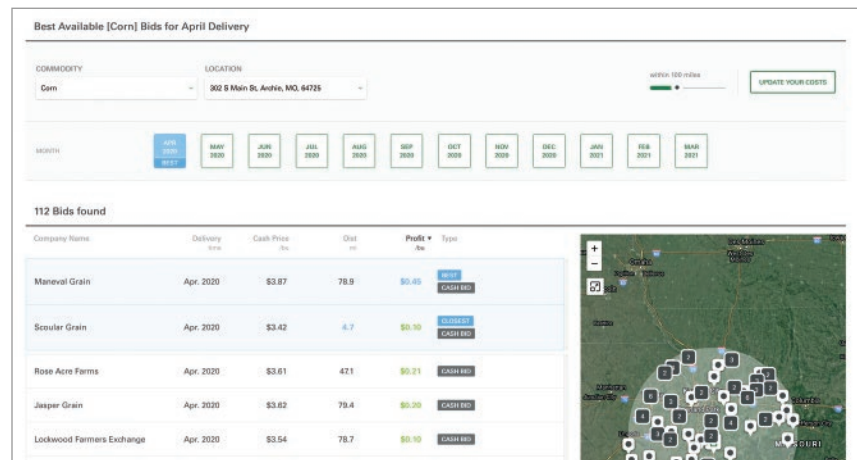 Best Available [Corn] Bids for April Delivery
COMMODITY
LOCATION
Corn
302 S Main St, Archie, MO, 64725
within 100 miles
UPDATE YOUR COSTS
MONTH
APR 2020 BEST
MAY 2020
JUN 2020
JUL 2020
AUG 2020
SEP 2020
OCT 2020
NOV 2020
DEC 2020
JAN 2021
FEB 2021
MAR 2021
112 Bids found
Company Name Delivery time Cash Price /bu Dist mi Profit ▼ /bu Type
Maneval Grain Apr. 2020 $3.87 78.9 $0.45 BEST CASH BID
Scoular Grain Apr. 2020 $3.42 4.7 $0.10 CLOSEST CASH BID
Rose Acre Farms Apr. 2020 $3.61 47.1 $0.21 CASH BID
Jasper Grain Apr. 2020 $3.62 79.4 $0.20 CASH BID
Lockwood Farmers Exchange Apr. 2020 $3.54 78.7 $0.10 CASH BID
+
−
Omaha
Columbia
MISSOURI